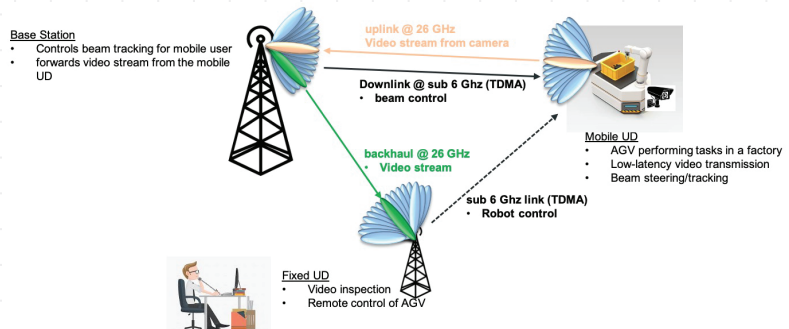 Base Station
• Controls beam tracking for mobile user
• forwards video stream from the mobile
UD
uplink @ 26 GHz
Video stream from camera
Downlink @ sub 6 Ghz (TDMA)
• beam control
Mobile UD
• AGV performing tasks in a factory
• Low-latency video transmission
• Beam steering/tracking
backhaul @ 26 GHz
• Video stream
sub 6 Ghz link (TDMA)
• Robot control
Fixed UD
• Video inspection
• Remote control of AGV